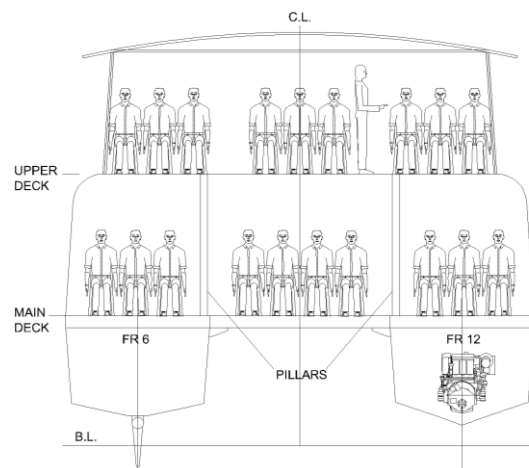 C.L.
UPPER
DECK
MAIN
DECK
FR 6
FR 12
PILLARS
B.L.